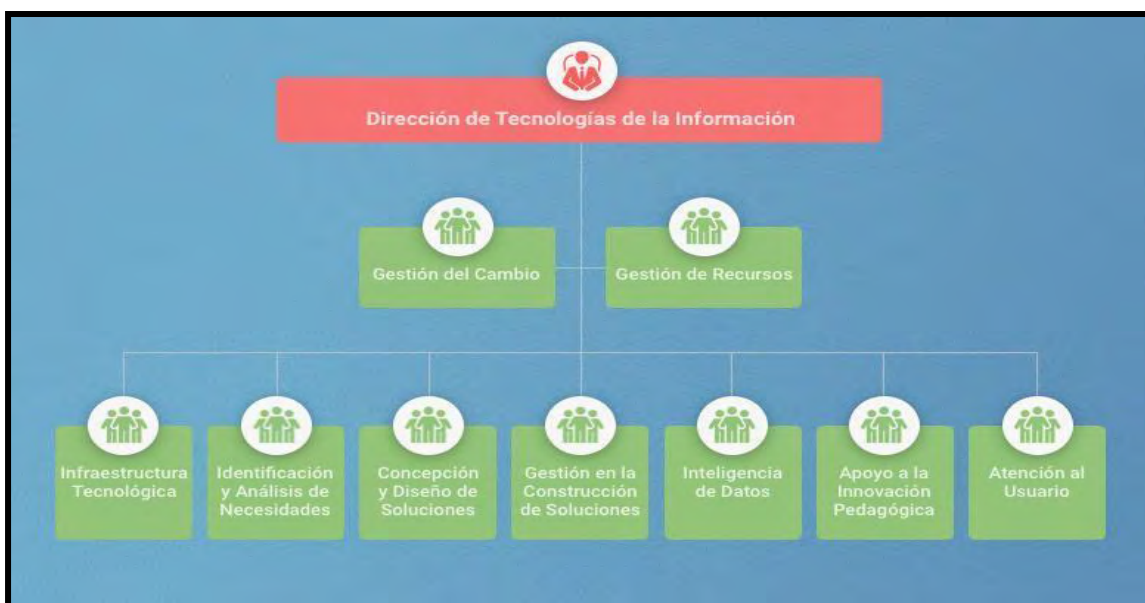 Dirección de Tecnologías de la Información
Gestión del Cambio
Gestión de Recursos
Infraestructura
Tecnológica
Identificación
y Análisis de
Necesidades
Concepción
y Diseño de
Soluciones
Gestión en la
Construcción
de Soluciones
Inteligencia
de Datos
Apoyo a la
Innovación
Pedagógica
Atención al
Usuario